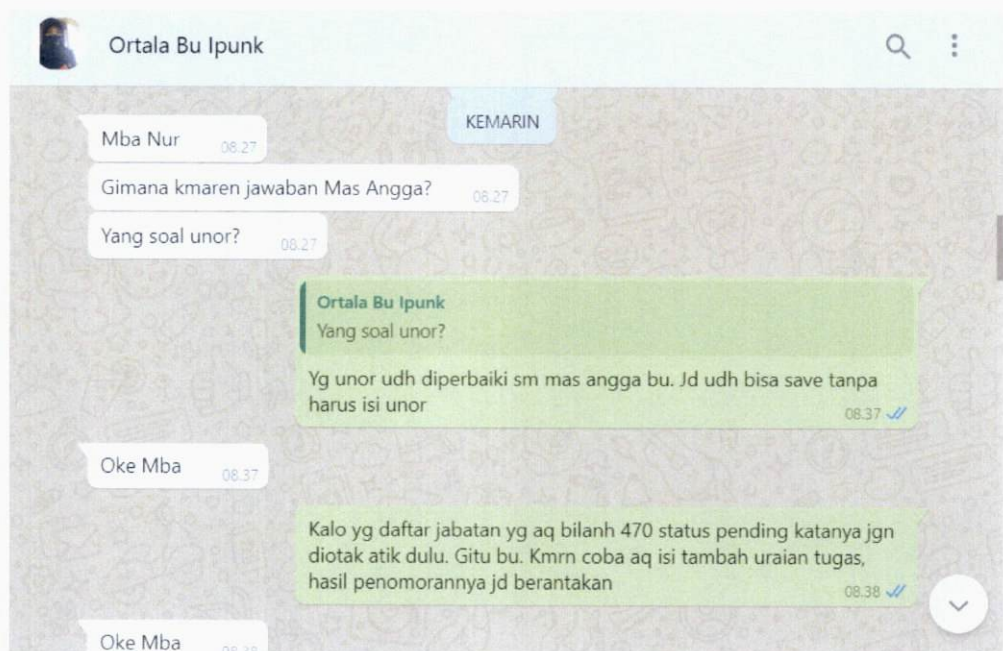 Ortala Bu Ipunk
KEMARIN
Mba Nur 08.27
Gimana kmaren jawaban Mas Angga? 08.27
Yang soal unor? 08.27
Ortala Bu Ipunk
Yang soal unor?
Yg unor udh diperbaiki sm mas angga bu. Jd udh bisa save tanpa
harus isi unor 08.37
Oke Mba 08.37
Kalo yg daftar jabatan yg aq bilanh 470 status pending katanya jgn
diotak atik dulu. Gitu bu. Kmrn coba aq isi tambah uraian tugas,
hasil penomorannya jd berantakan 08.38
Oke Mba 08.38